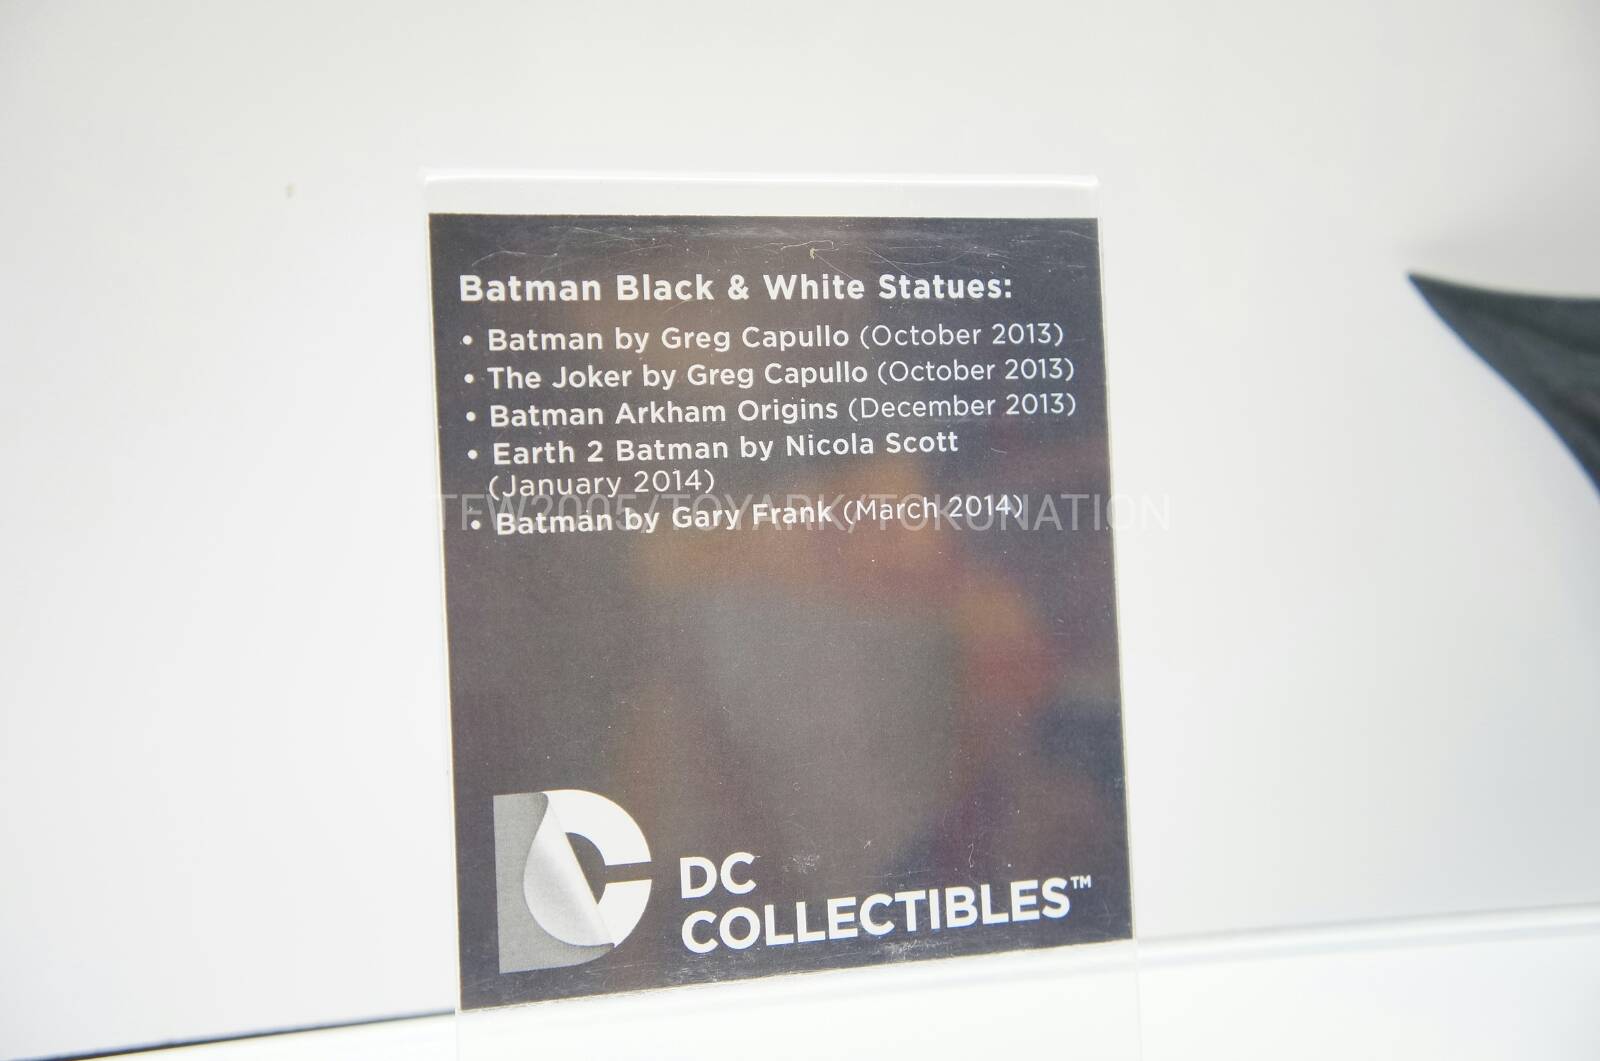 Batman Black & White Statues:
• Batman by Greg Capullo (October 2013)
• The Joker by Greg Capullo (October 2013)
• Batman Arkham Origins (December 2013)
• Earth 2 Batman by Nicola Scott
(January 2014)
• Batman by Gary Frank (March 2014)
TFW2005/TOYARK/TOKUNATION
DC
COLLECTIBLES™